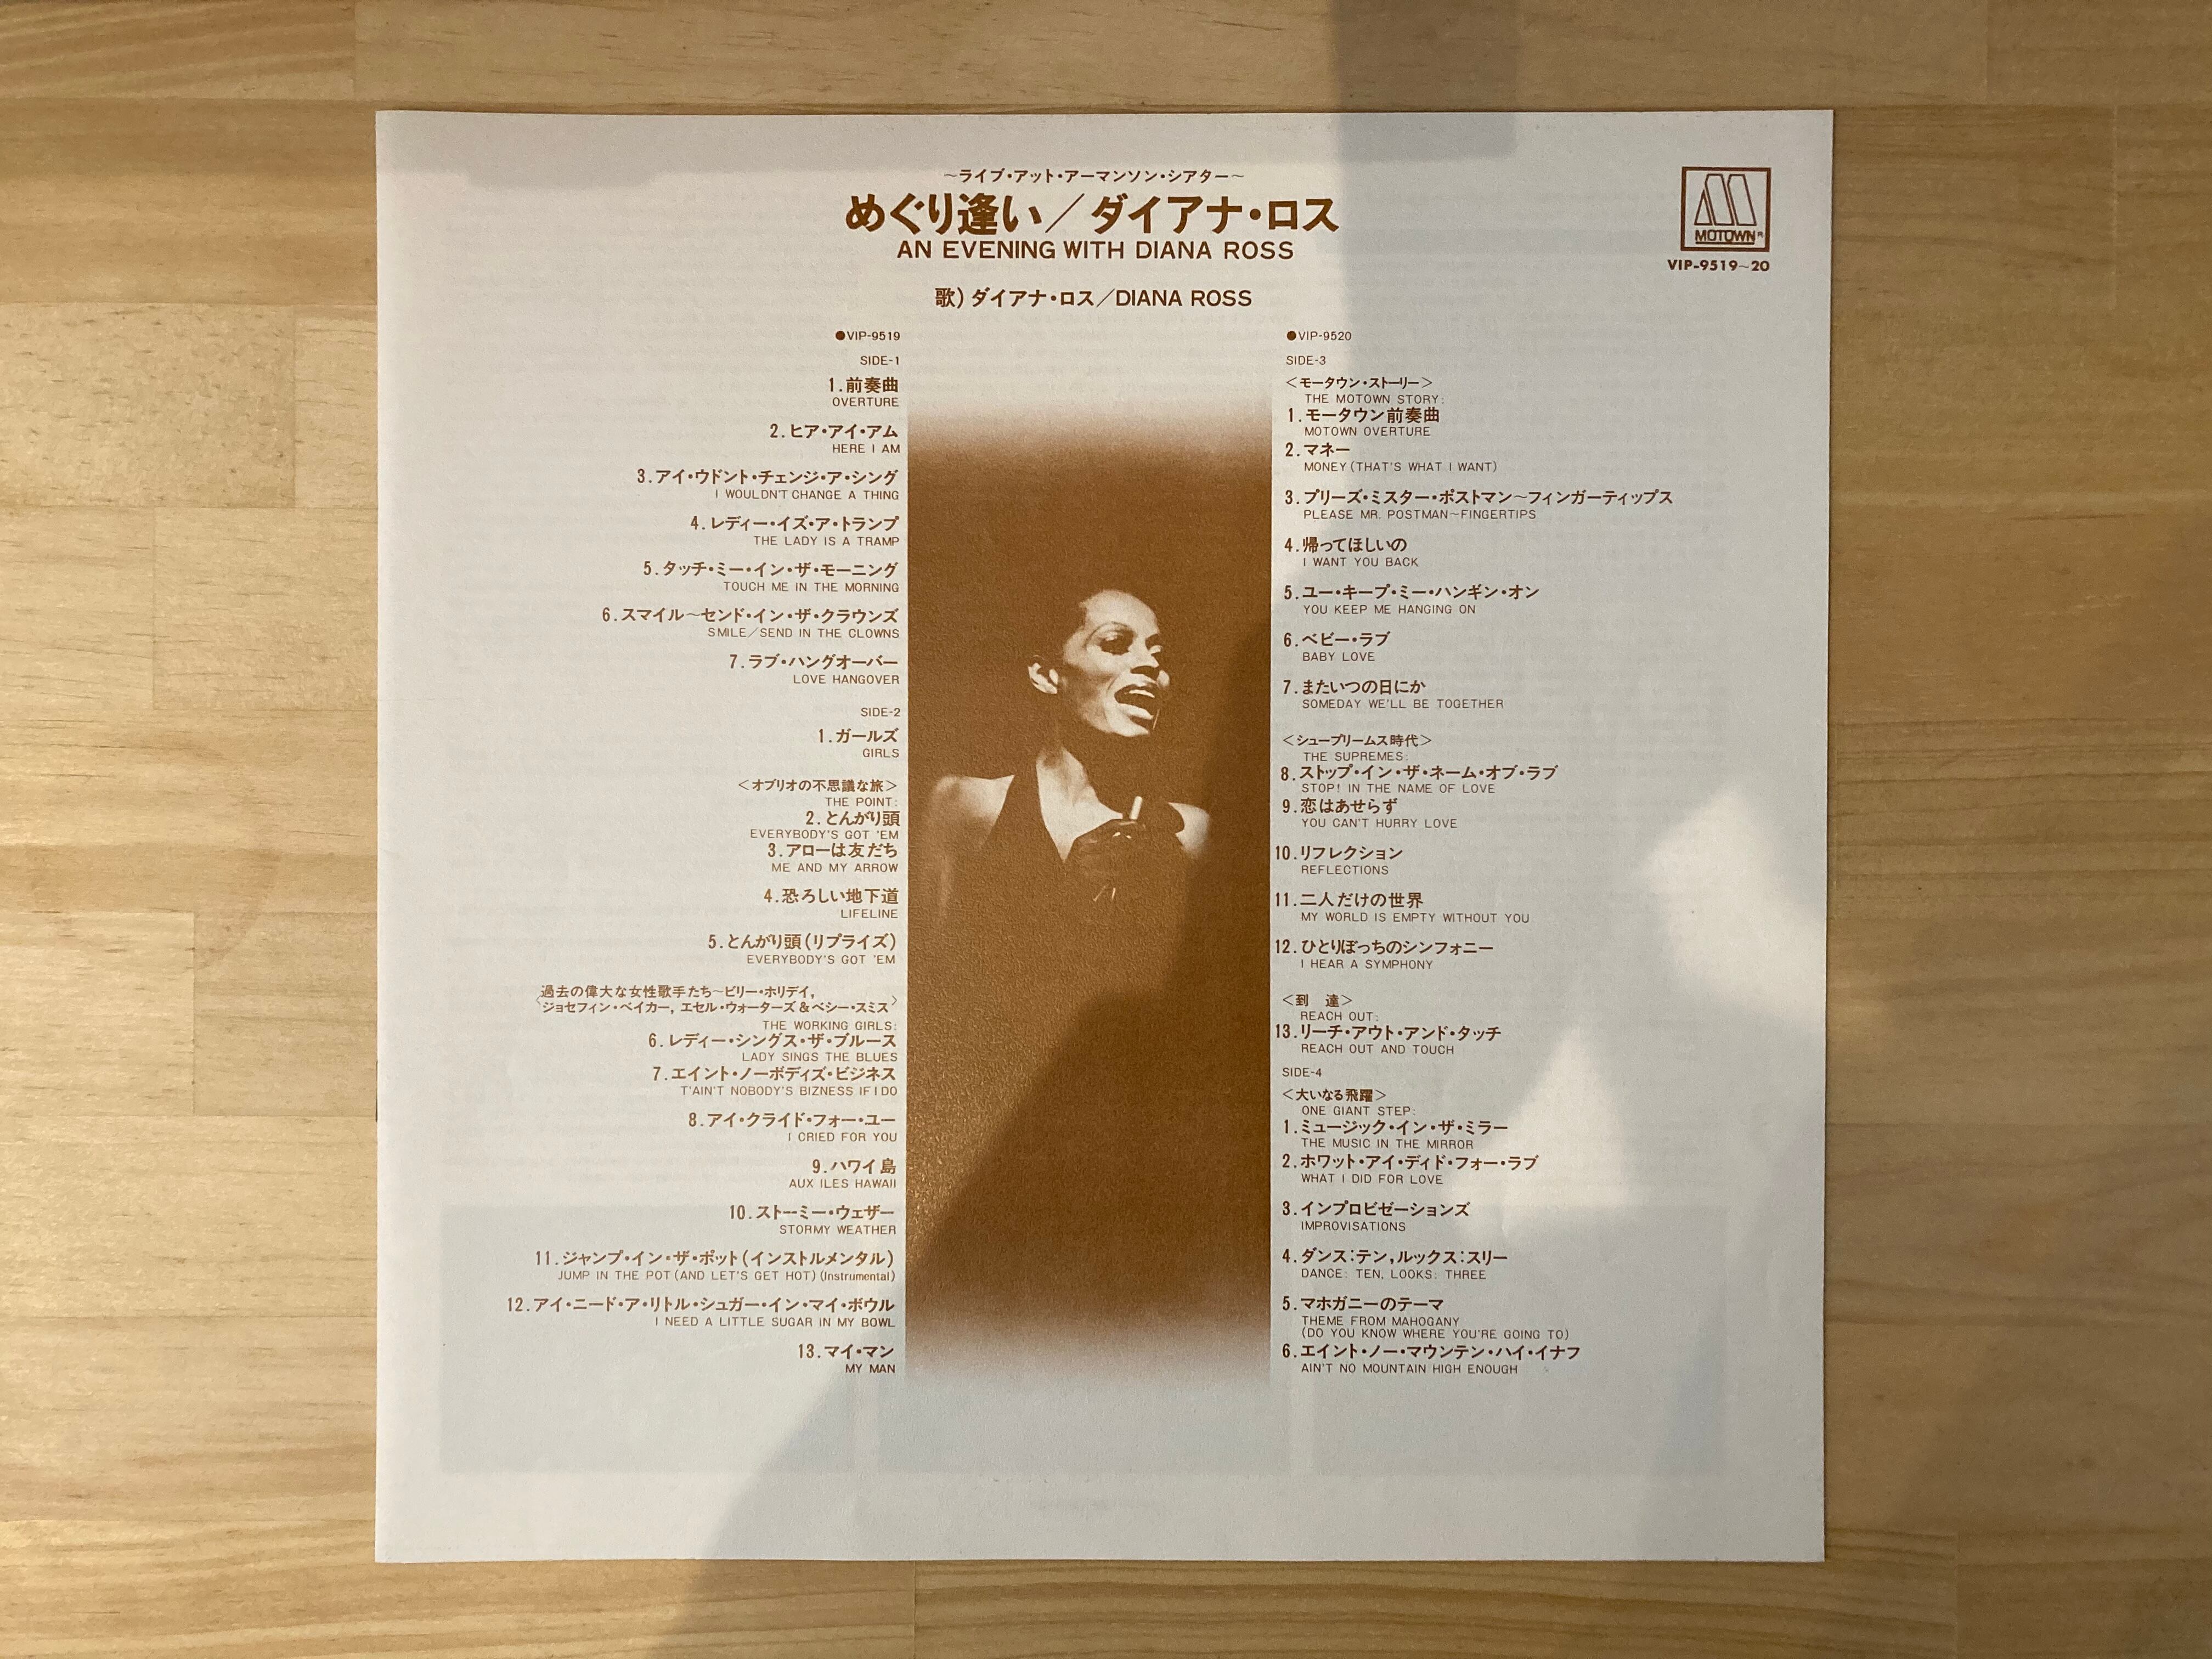 ～ライブ・アット・アーマンソン・シアター～
めぐり逢い／ダイアナ・ロス
AN EVENING WITH DIANA ROSS
歌）ダイアナ・ロス／DIANA ROSS
MOTOWN®
VIP-9519～20
●VIP-9519
SIDE-1
1.前奏曲
OVERTURE
2.ヒア・アイ・アム
HERE I AM
3.アイ・ウドント・チェンジ・ア・シング
I WOULDN'T CHANGE A THING
4.レディー・イズ・ア・トランプ
THE LADY IS A TRAMP
5.タッチ・ミー・イン・ザ・モーニング
TOUCH ME IN THE MORNING
6.スマイル～センド・イン・ザ・クラウンズ
SMILE／SEND IN THE CLOWNS
7.ラブ・ハングオーバー
LOVE HANGOVER
SIDE-2
1.ガールズ
GIRLS
＜オブリオの不思議な旅＞
THE POINT:
2.とんがり頭
EVERYBODY'S GOT 'EM
3.アローは友だち
ME AND MY ARROW
4.恐ろしい地下道
LIFELINE
5.とんがり頭（リプライズ）
EVERYBODY'S GOT 'EM
〈過去の偉大な女性歌手たち～ビリー・ホリデイ，
ジョセフィン・ベイカー，エセル・ウォーターズ＆ベシー・スミス〉
THE WORKING GIRLS:
6.レディー・シングス・ザ・ブルース
LADY SINGS THE BLUES
7.エイント・ノーボディズ・ビジネス
T'AIN'T NOBODY'S BIZNESS IF I DO
8.アイ・クライド・フォー・ユー
I CRIED FOR YOU
9.ハワイ島
AUX ILES HAWAII
10.ストーミー・ウェザー
STORMY WEATHER
11.ジャンプ・イン・ザ・ポット（インストルメンタル）
JUMP IN THE POT (AND LET'S GET HOT) (Instrumental)
12.アイ・ニード・ア・リトル・シュガー・イン・マイ・ボウル
I NEED A LITTLE SUGAR IN MY BOWL
13.マイ・マン
MY MAN
●VIP-9520
SIDE-3
＜モータウン・ストーリー＞
THE MOTOWN STORY:
1.モータウン前奏曲
MOTOWN OVERTURE
2.マネー
MONEY (THAT'S WHAT I WANT)
3.プリーズ・ミスター・ポストマン～フィンガーティップス
PLEASE MR. POSTMAN～FINGERTIPS
4.帰ってほしいの
I WANT YOU BACK
5.ユー・キープ・ミー・ハンギン・オン
YOU KEEP ME HANGING ON
6.ベビー・ラブ
BABY LOVE
7.またいつの日にか
SOMEDAY WE'LL BE TOGETHER
＜シュープリームス時代＞
THE SUPREMES:
8.ストップ・イン・ザ・ネーム・オブ・ラブ
STOP! IN THE NAME OF LOVE
9.恋はあせらず
YOU CAN'T HURRY LOVE
10.リフレクション
REFLECTIONS
11.二人だけの世界
MY WORLD IS EMPTY WITHOUT YOU
12.ひとりぼっちのシンフォニー
I HEAR A SYMPHONY
＜到　達＞
REACH OUT:
13.リーチ・アウト・アンド・タッチ
REACH OUT AND TOUCH
SIDE-4
＜大いなる飛躍＞
ONE GIANT STEP:
1.ミュージック・イン・ザ・ミラー
THE MUSIC IN THE MIRROR
2.ホワット・アイ・ディド・フォー・ラブ
WHAT I DID FOR LOVE
3.インプロビゼーションズ
IMPROVISATIONS
4.ダンス：テン，ルックス：スリー
DANCE: TEN, LOOKS: THREE
5.マホガニーのテーマ
THEME FROM MAHOGANY
(DO YOU KNOW WHERE YOU'RE GOING TO)
6.エイント・ノー・マウンテン・ハイ・イナフ
AIN'T NO MOUNTAIN HIGH ENOUGH